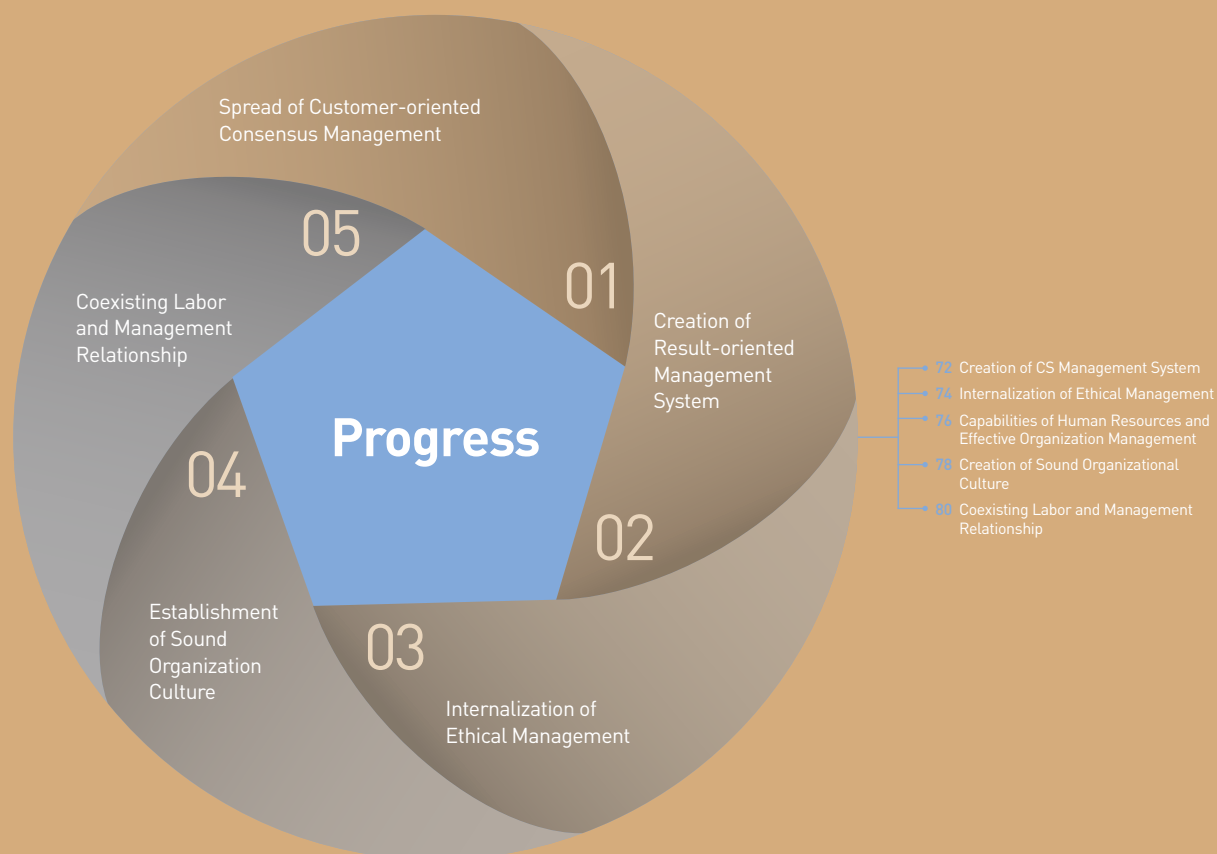 Spread of Customer-oriented
Consensus Management
01
Creation of
Result-oriented
Management
System
02
Internalization of
Ethical Management
03
Establishment
of Sound
Organization
Culture
04
Coexisting Labor
and Management
Relationship
05
Progress
72 Creation of CS Management System
74 Internalization of Ethical Management
76 Capabilities of Human Resources and
Effective Organization Management
78 Creation of Sound Organizational
Culture
80 Coexisting Labor and Management
Relationship